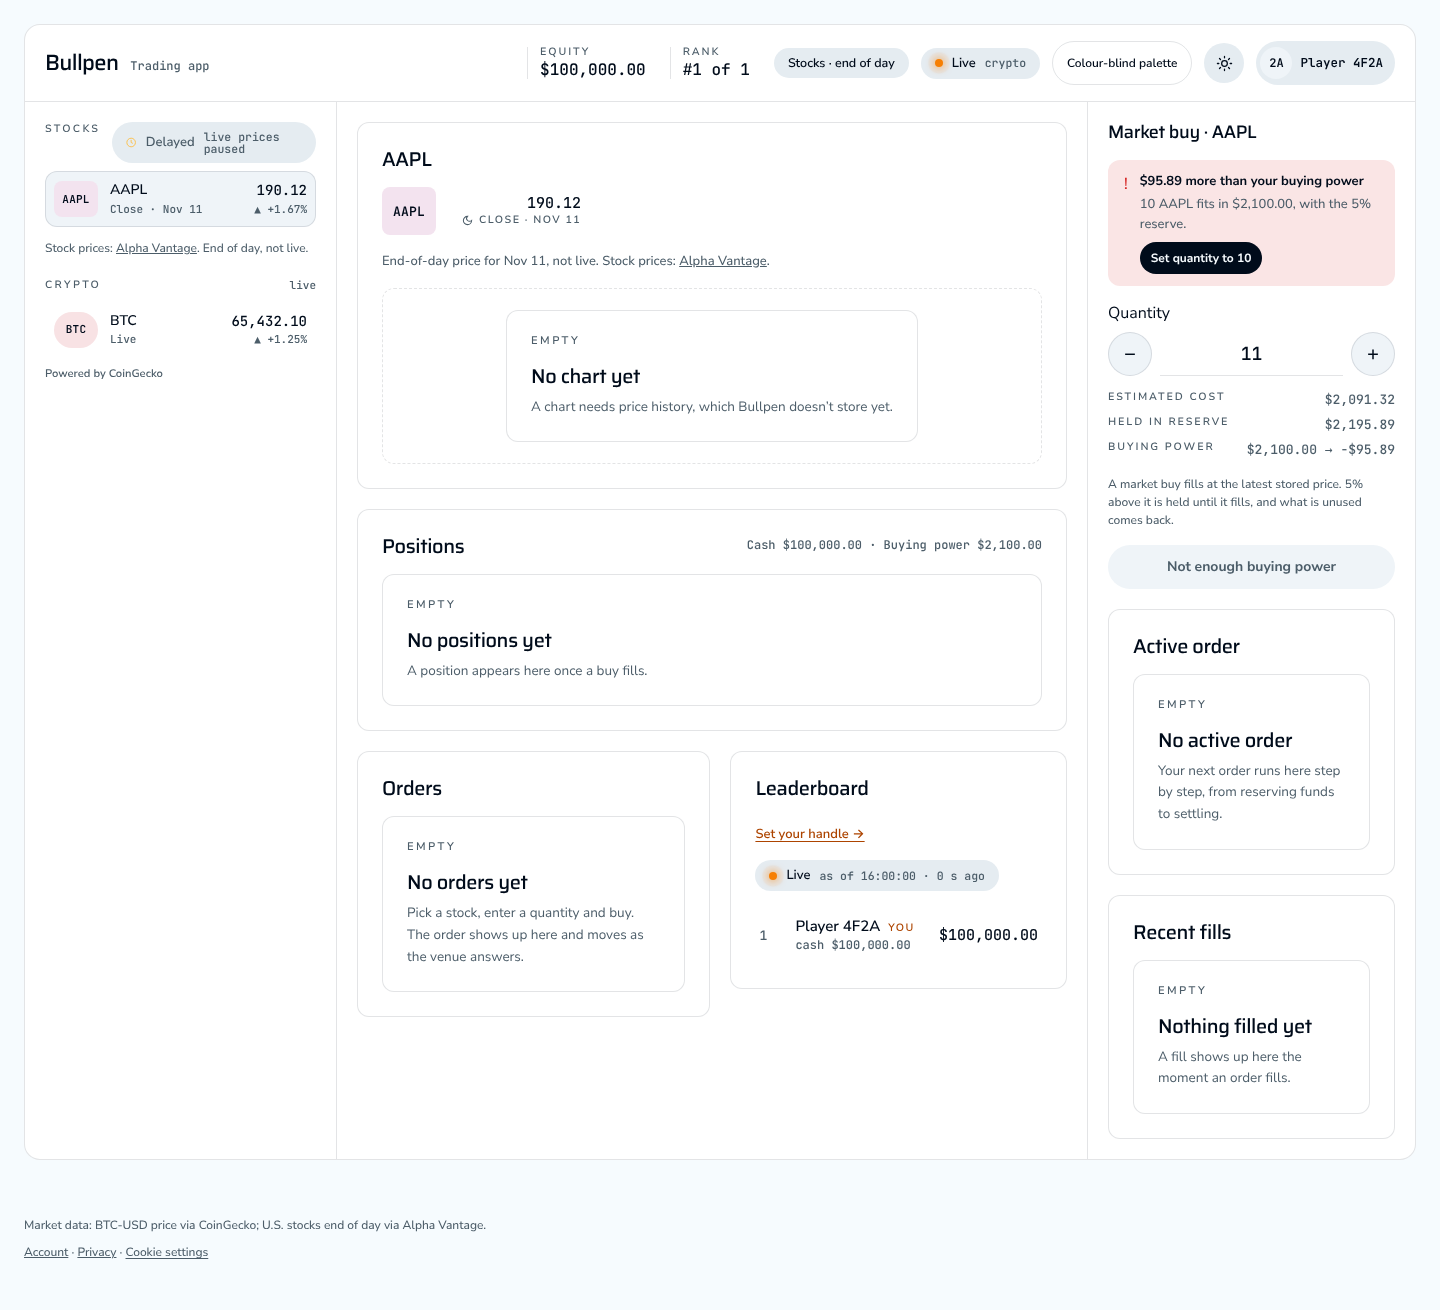 Bullpen Trading app
EQUITY
$100,000.00
RANK
#1 of 1
Stocks · end of day
Live crypto
Colour-blind palette
2A Player 4F2A
STOCKS
Delayed live prices paused
AAPL
AAPL 190.12
Close · Nov 11 ▲ +1.67%
Stock prices: Alpha Vantage. End of day, not live.
CRYPTO live
BTC
BTC 65,432.10
Live ▲ +1.25%
Powered by CoinGecko
AAPL
AAPL
190.12
CLOSE · NOV 11
End-of-day price for Nov 11, not live. Stock prices: Alpha Vantage.
EMPTY
No chart yet
A chart needs price history, which Bullpen doesn’t store yet.
Positions
Cash $100,000.00 · Buying power $2,100.00
EMPTY
No positions yet
A position appears here once a buy fills.
Orders
EMPTY
No orders yet
Pick a stock, enter a quantity and buy.
The order shows up here and moves as
the venue answers.
Leaderboard
Set your handle →
Live as of 16:00:00 · 0 s ago
1 Player 4F2A YOU $100,000.00
cash $100,000.00
Market buy · AAPL
! $95.89 more than your buying power
10 AAPL fits in $2,100.00, with the 5%
reserve.
Set quantity to 10
Quantity
− 11 +
ESTIMATED COST $2,091.32
HELD IN RESERVE $2,195.89
BUYING POWER $2,100.00 → -$95.89
A market buy fills at the latest stored price. 5%
above it is held until it fills, and what is unused
comes back.
Not enough buying power
Active order
EMPTY
No active order
Your next order runs here step
by step, from reserving funds
to settling.
Recent fills
EMPTY
Nothing filled yet
A fill shows up here the
moment an order fills.
Market data: BTC-USD price via CoinGecko; U.S. stocks end of day via Alpha Vantage.
Account · Privacy · Cookie settings